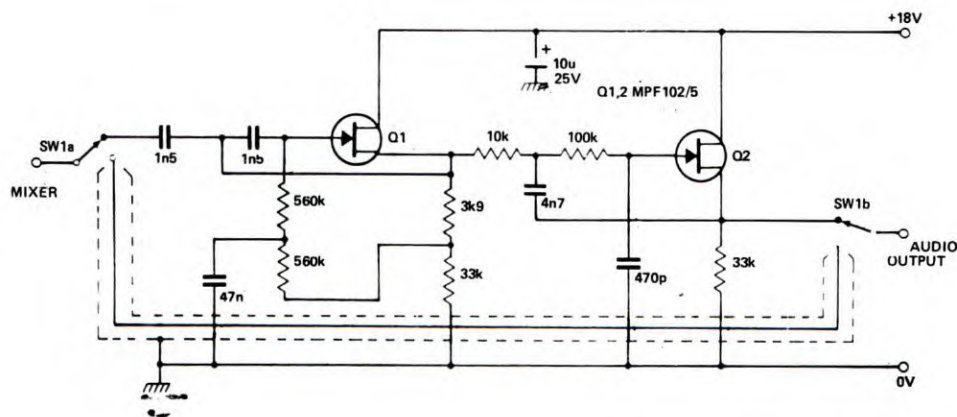 +18V
+
10u
25V
Q1,2 MPF102/5
SW1a
1n5
1n5
Q1
10k
100k
Q2
MIXER
560k
3k9
4n7
SW1b
560k
33k
47n
470p
33k
AUDIO
OUTPUT
0V